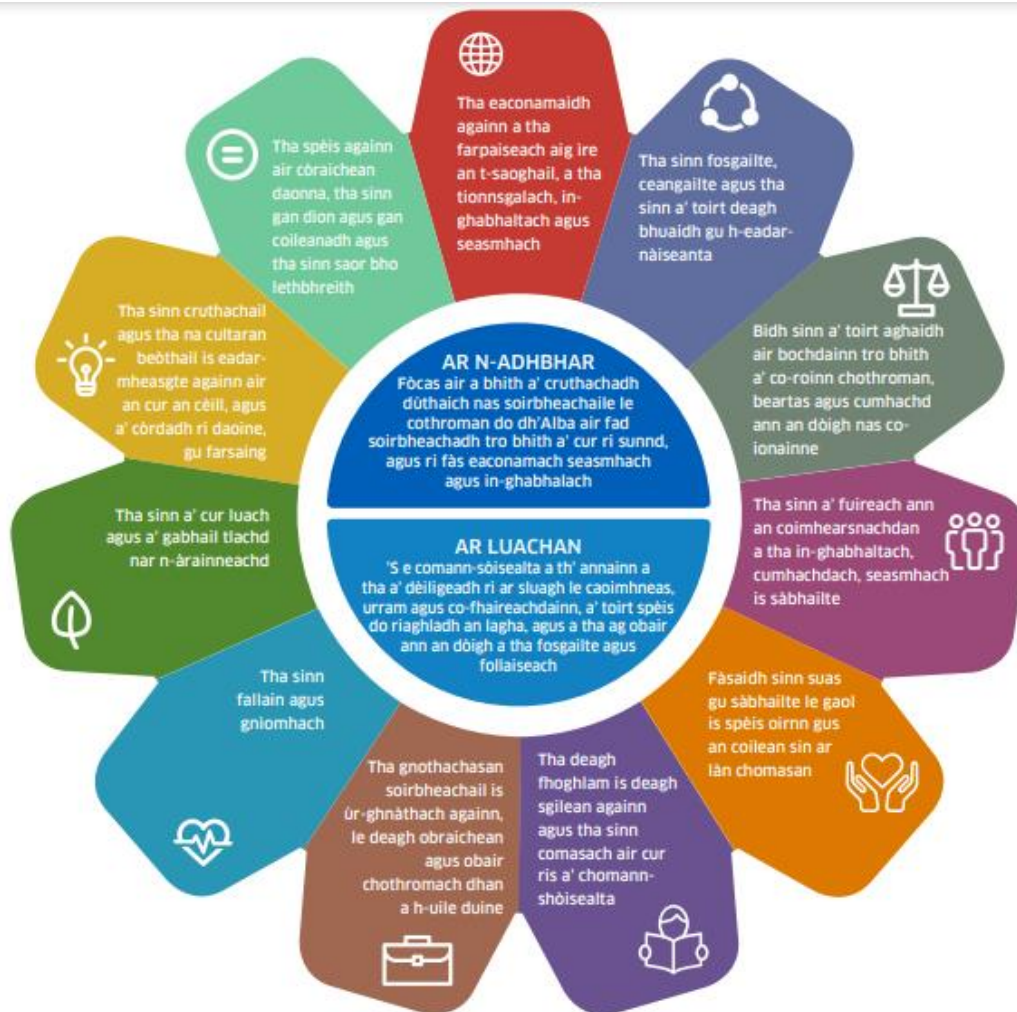 Tha eaconamaidh
againn a tha
farpaiseach aig ìre
an t-saoghail, a tha
tionnsgalach, in-
ghabhaltach agus
seasmhach
Tha sinn fosgailte,
ceangailte agus tha
sinn a' toirt deagh
bhuaidh gu h-eadar-
nàiseanta
Bidh sinn a' toirt aghaidh
air bochdainn tro bhith
a' co-roinn chothroman,
beartas agus cumhachd
ann an dòigh nas co-
ionainne
Tha sinn a' fuireach ann
an coimhearsnachdan
a tha in-ghabhaltach,
cumhachdach, seasmhach
is sàbhailte
Fàsaidh sinn suas
gu sàbhailte le gaol
is spèis oirnn gus
an coilean sin ar
làn chomasan
Tha deagh
fhoghlam is deagh
sgilean againn
agus tha sinn
comasach air cur
ris a' chomann-
shòisealta
Tha gnothachasan
soirbheachail is
ùr-ghnàthach againn,
le deagh obraichean
agus obair
chothromach dhan
a h-uile duine
Tha sinn
fallain agus
gnìomhach
Tha sinn a' cur luach
agus a' gabhail tlachd
nar n-àrainneachd
Tha sinn cruthachail
agus tha na cultaran
beòthail is eadar-
mheasgte againn air
an cur an cèill, agus
a' còrdadh ri daoine,
gu farsaing
Tha spèis againn
air còraichean
daonna, tha sinn
gan dìon agus gan
coileanadh agus
tha sinn saor bho
lethbhreith
AR N-ADHBHAR
Fòcas air a bhith a' cruthachadh
dùthaich nas soirbheachaile le
cothroman do dh'Alba air fad
soirbheachadh tro bhith a' cur ri sunnd,
agus ri fàs eaconamach seasmhach
agus in-ghabhalach
AR LUACHAN
'S e comann-sòisealta a th' annainn a
tha a' dèiligeadh ri ar sluagh le caoimhneas,
urram agus co-fhaireachdainn, a' toirt spèis
do riaghladh an lagha, agus a tha ag obair
ann an dòigh a tha fosgailte agus
follaiseach